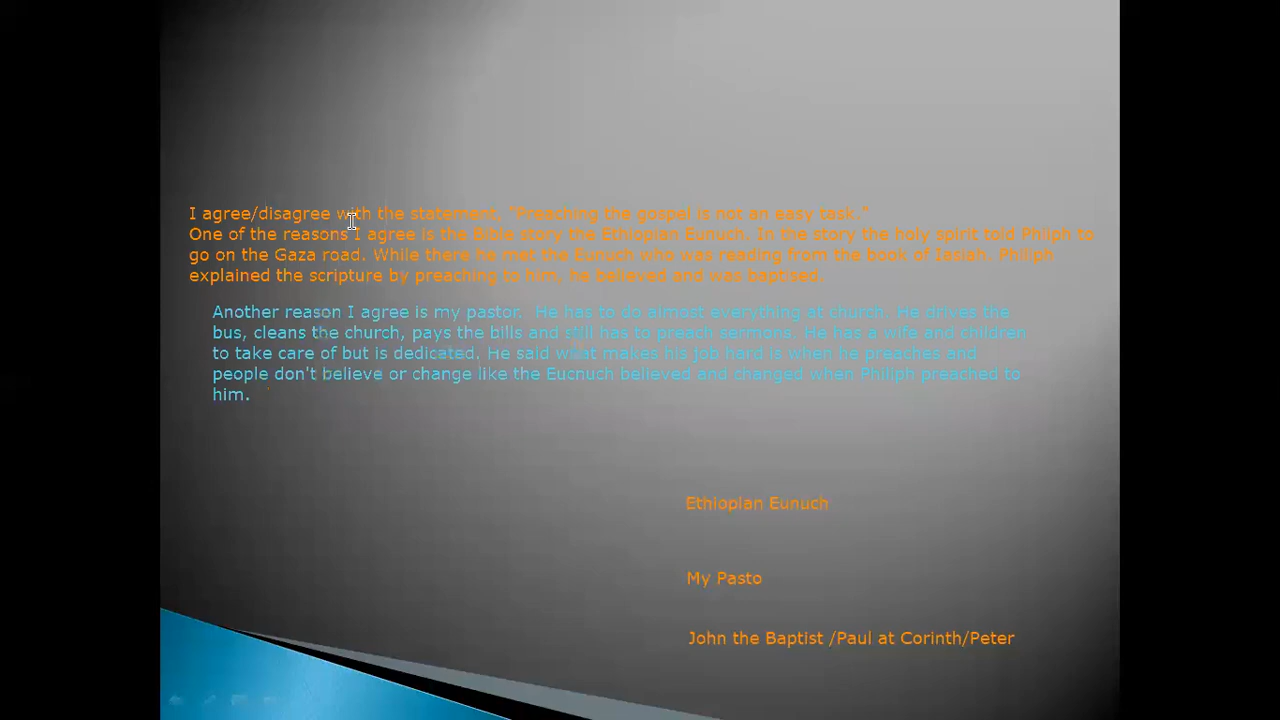 I agree/disagree with the statement, "Preaching the gospel is not an easy task."
One of the reasons I agree is the Bible story the Ethiopian Eunuch. In the story the holy spirit told Philph to
go on the Gaza road. While there he met the Eunuch who was reading from the book of Iasiah. Philiph
explained the scripture by preaching to him, he believed and was baptised.
Another reason I agree is my pastor. He has to do almost everything at church. He drives the
bus, cleans the church, pays the bills and still has to preach sermons. He has a wife and children
to take care of but is dedicated. He said what makes his job hard is when he preaches and
people don't believe or change like the Eucnuch believed and changed when Philiph preached to
him.
Ethiopian Eunuch
My Pasto
John the Baptist /Paul at Corinth/Peter